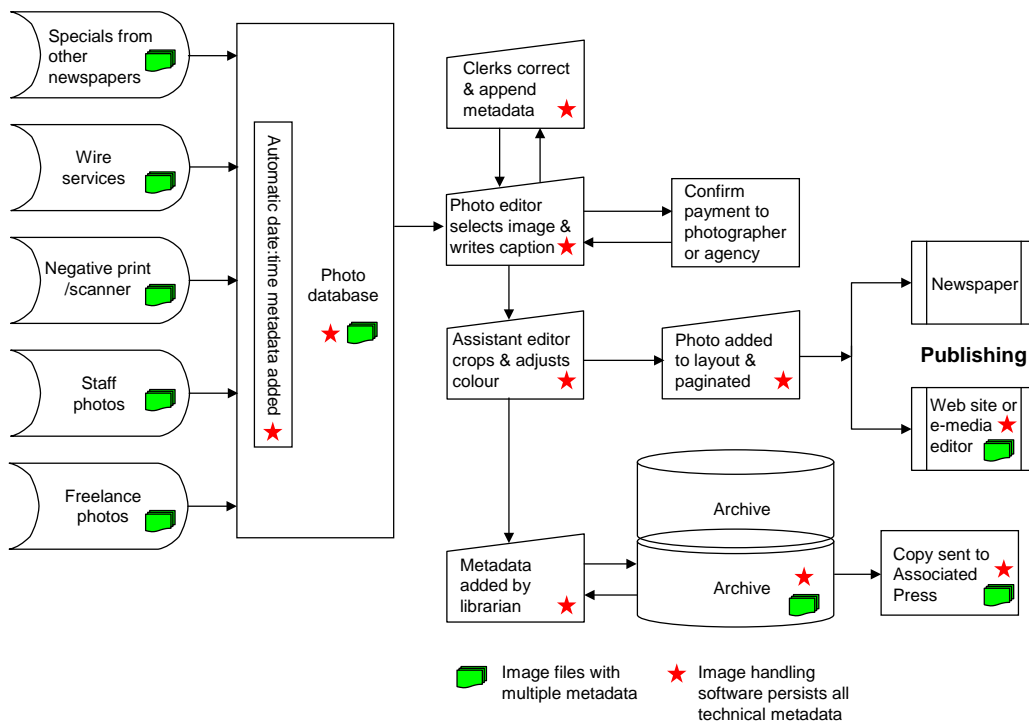 Specials from
other
newspapers
Wire
services
Negative print
/scanner
Staff
photos
Freelance
photos
Automatic date:time metadata added
Photo
database
Clerks correct
& append
metadata
Photo editor
selects image &
writes caption
Confirm
payment to
photographer
or agency
Assistant editor
crops & adjusts
colour
Photo added
to layout &
paginated
Newspaper
Publishing
Web site or
e-media
editor
Metadata
added by
librarian
Archive
Archive
Copy sent to
Associated
Press
Image files with
multiple metadata
Image handling
software persists all
technical metadata